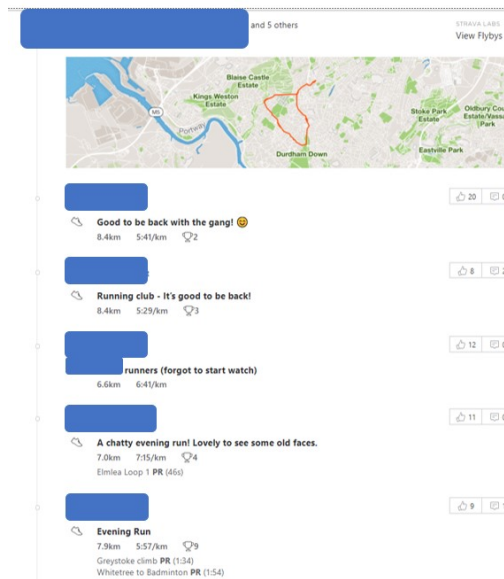 and 5 others
STRAVA LABS
View Flybys
Blaise Castle
Estate
Kings Weston
Estate
M5
Portway
Stoke Park
Estate
Oldbury Cou
Estate/Vassa
Park
Eastville Park
Durdham Down
20
Good to be back with the gang! 😊
8.4km 5:41/km 2
8 2
Running club - It's good to be back!
8.4km 5:29/km 3
12
runners (forgot to start watch)
6.6km 6:41/km
11
A chatty evening run! Lovely to see some old faces.
7.0km 7:15/km 4
Elmlea Loop 1 PR (46s)
9
Evening Run
7.9km 5:57/km 9
Greystoke climb PR (1:34)
Whitetree to Badminton PR (1:54)